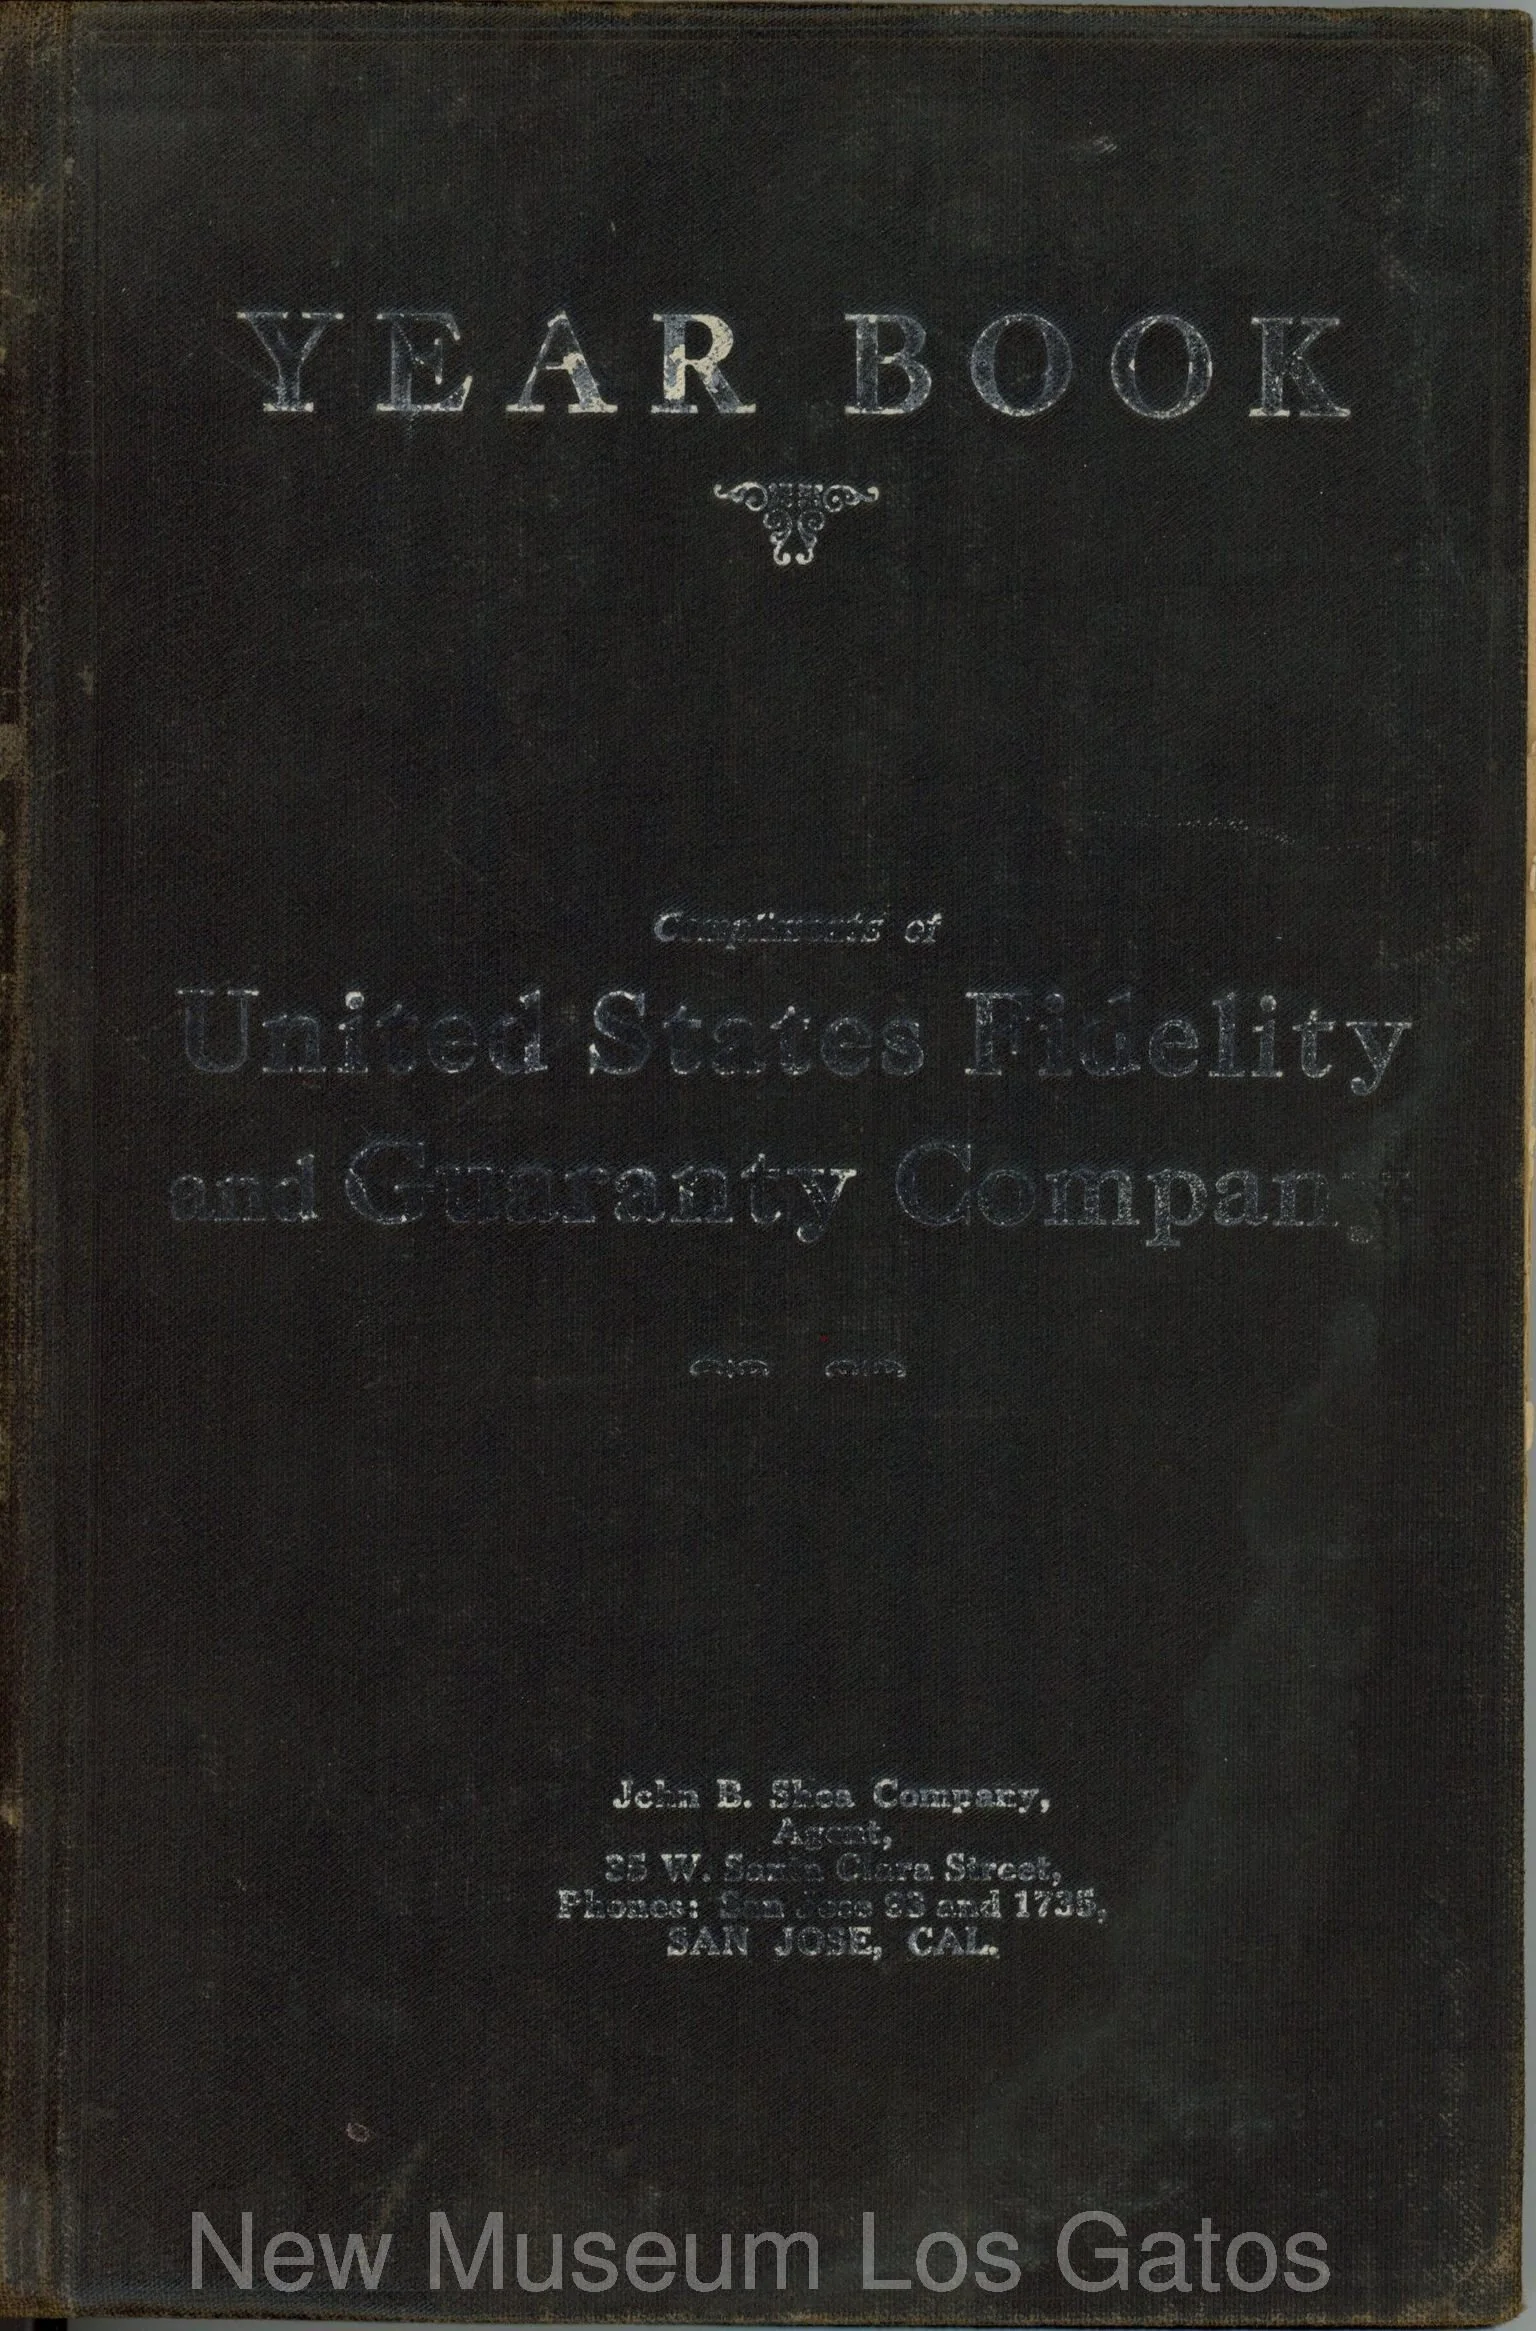 YEAR BOOK
Compliments of
United States Fidelity
and Guaranty Company
John B. Shea Company,
Agent,
35 W. Santa Clara Street,
Phones: San Jose 93 and 1735,
SAN JOSE, CAL.
New Museum Los Gatos